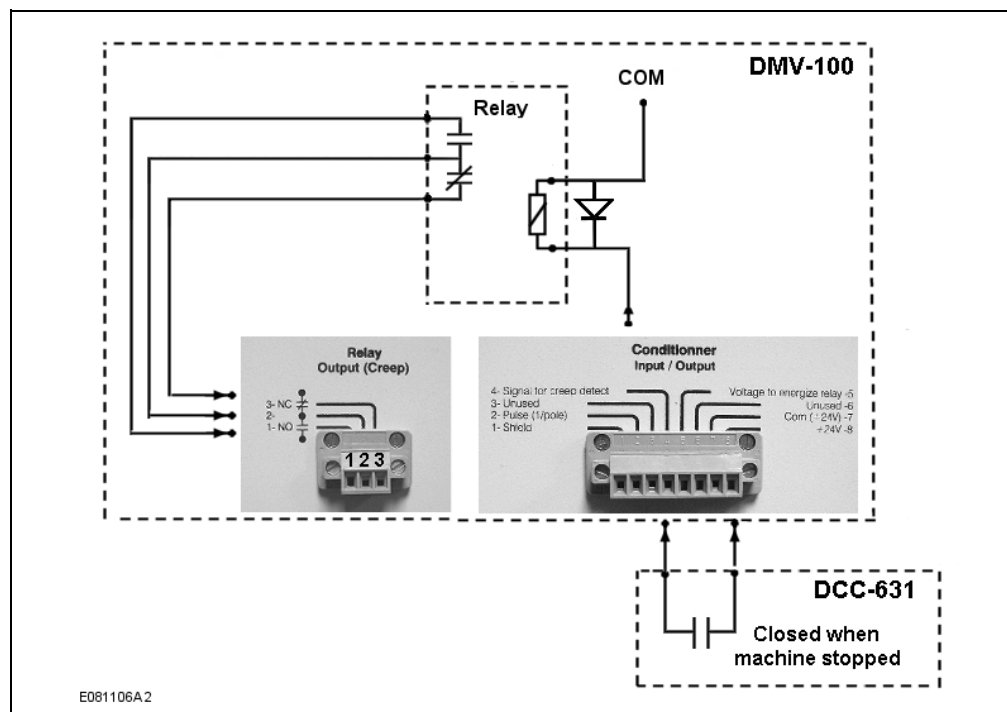 DMV-100
COM
Relay
Relay
Output (Creep)
3- NC
2-
1- NO
1 2 3
Conditionner
Input / Output
4- Signal for creep detect
3- Unused
2- Pulse (1/pole)
1- Shield
Voltage to energize relay -5
Unused -6
Com (+24V) -7
+24V -8
DCC-631
Closed when
machine stopped
E081106A2